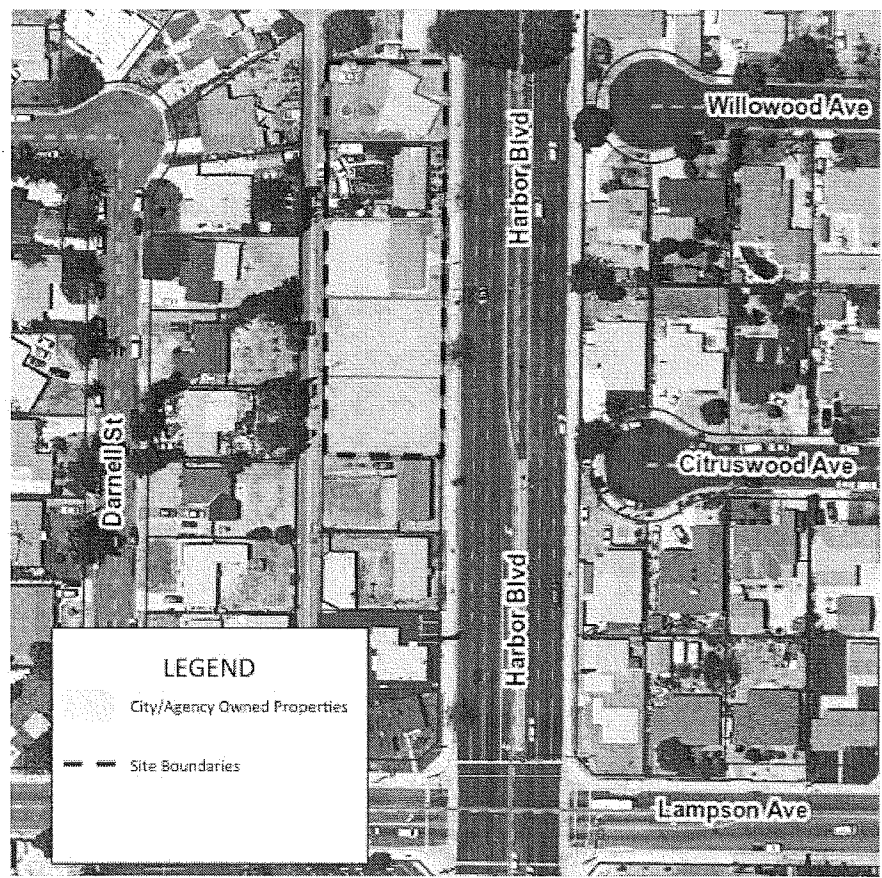 Willowood Ave
Harbor Blvd
Darnell St
Citruswood Ave
Harbor Blvd
LEGEND
City/Agency Owned Properties
Site Boundaries
Lampson Ave